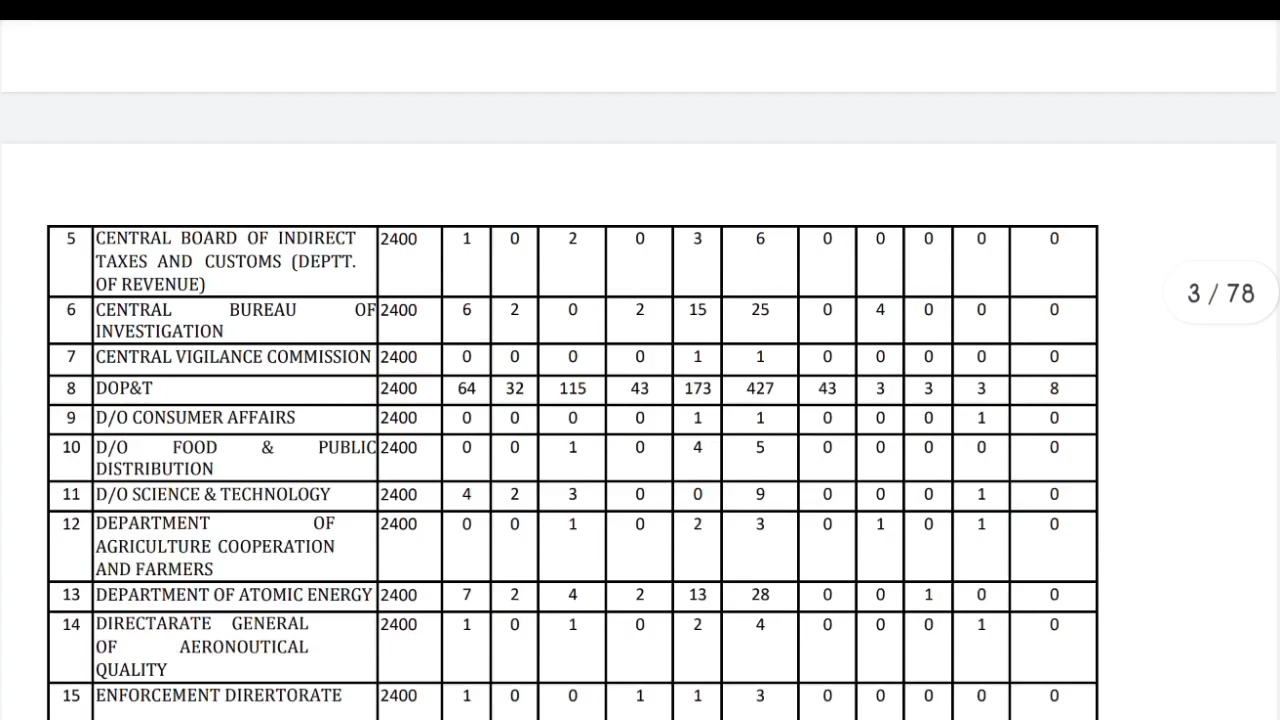 5 CENTRAL BOARD OF INDIRECT 2400 1 0 2 0 3 6 0 0 0 0 0
TAXES AND CUSTOMS (DEPTT.
OF REVENUE)
3 / 78
6 CENTRAL BUREAU OF 2400 6 2 0 2 15 25 0 4 0 0 0
INVESTIGATION
7 CENTRAL VIGILANCE COMMISSION 2400 0 0 0 0 1 1 0 0 0 0 0
8 DOP&T 2400 64 32 115 43 173 427 43 3 3 3 8
9 D/O CONSUMER AFFAIRS 2400 0 0 0 0 1 1 0 0 0 1 0
10 D/O FOOD & PUBLIC 2400 0 0 1 0 4 5 0 0 0 0 0
DISTRIBUTION
11 D/O SCIENCE & TECHNOLOGY 2400 4 2 3 0 0 9 0 0 0 1 0
12 DEPARTMENT OF 2400 0 0 1 0 2 3 0 1 0 1 0
AGRICULTURE COOPERATION
AND FARMERS
13 DEPARTMENT OF ATOMIC ENERGY 2400 7 2 4 2 13 28 0 0 1 0 0
14 DIRECTARATE GENERAL 2400 1 0 1 0 2 4 0 0 0 1 0
OF AERONOUTICAL
QUALITY
15 ENFORCEMENT DIRERTORATE 2400 1 0 0 1 1 3 0 0 0 0 0